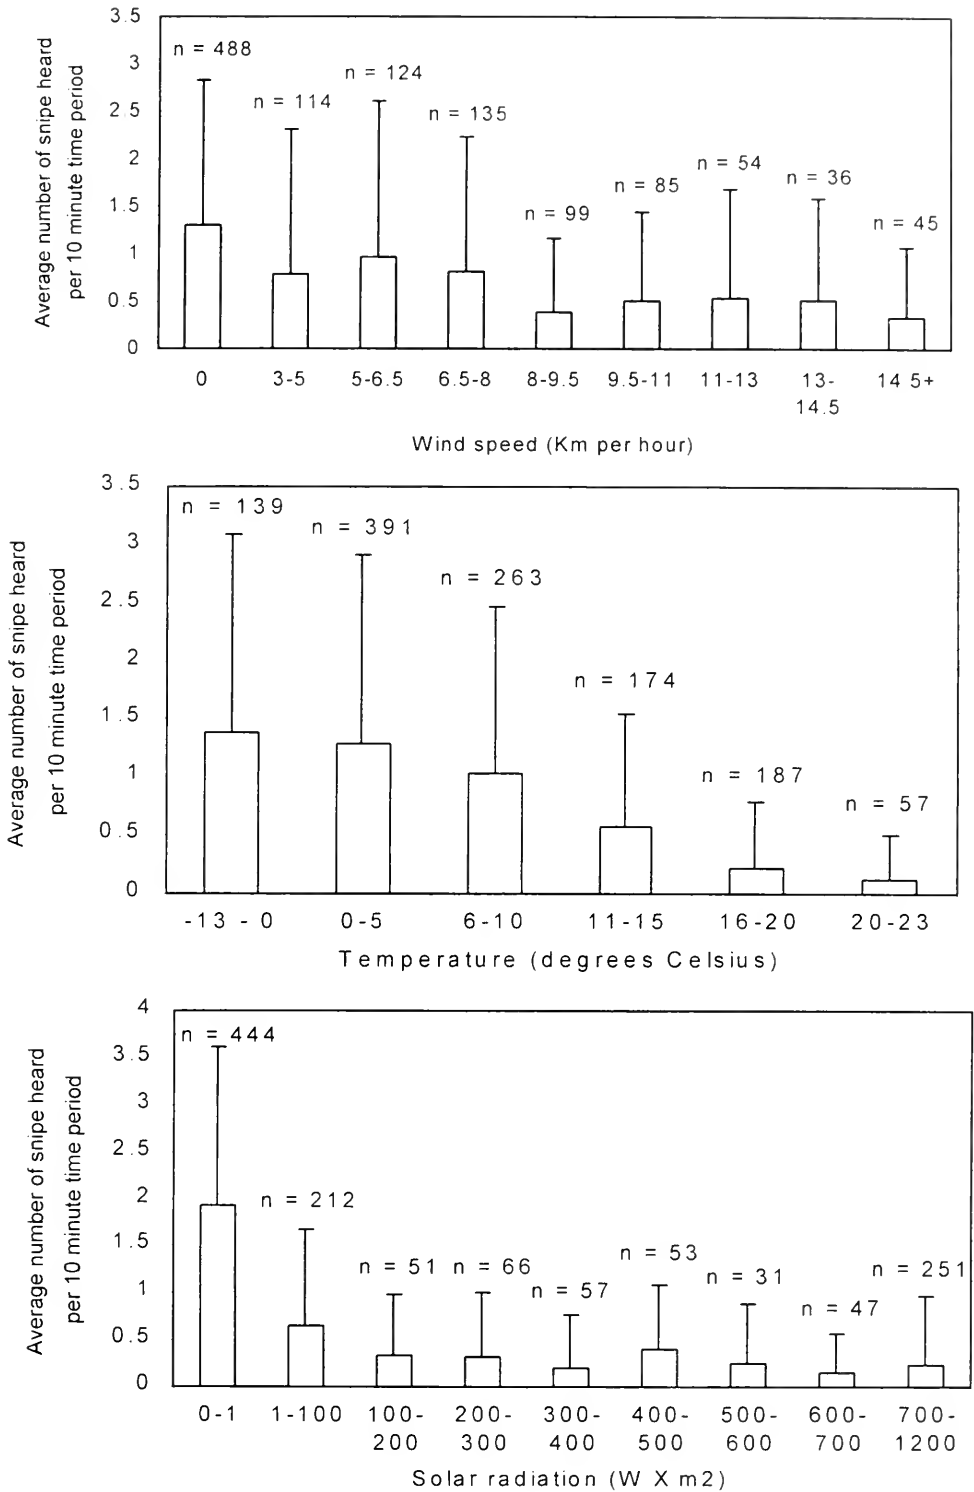 3.5
3
2.5
2
1.5
1
0.5
0
Average number of snipe heard
per 10 minute time period
n = 488
n = 114
n = 124
n = 135
n = 99
n = 85
n = 54
n = 36
n = 45
0 3-5 5-6.5 6.5-8 8-9.5 9.5-11 11-13 13- 14 5+
14.5
Wind speed (Km per hour)
3.5
3
2.5
2
1.5
1
0.5
0
Average number of snipe heard
per 10 minute time period
n = 139
n = 391
n = 263
n = 174
n = 187
n = 57
-13 - 0 0-5 6-10 11-15 16-20 20-23
Temperature (degrees Celsius)
4
3.5
3
2.5
2
1.5
1
0.5
0
Average number of snipe heard
per 10 minute time period
n = 444
n = 212
n = 51
n = 66
n = 57
n = 53
n = 31
n = 47
n = 251
0-1 1-100 100- 200- 300- 400- 500- 600- 700-
200 300 400 500 600 700 1200
Solar radiation (W X m2)